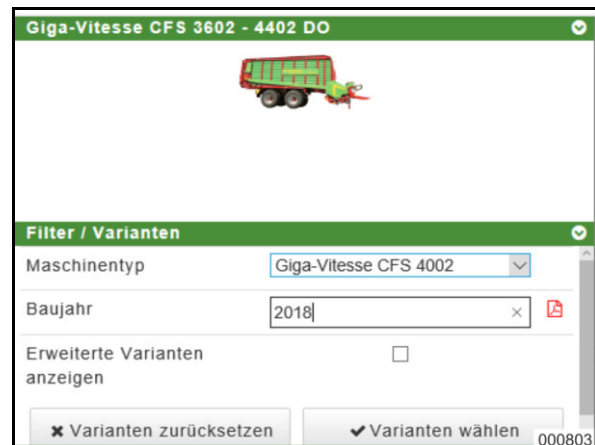 Giga-Vitesse CFS 3602 - 4402 DO
Filter / Varianten
Maschinentyp Giga-Vitesse CFS 4002
Baujahr 2018
Erweiterte Varianten
anzeigen
Varianten zurücksetzen Varianten wählen
000803